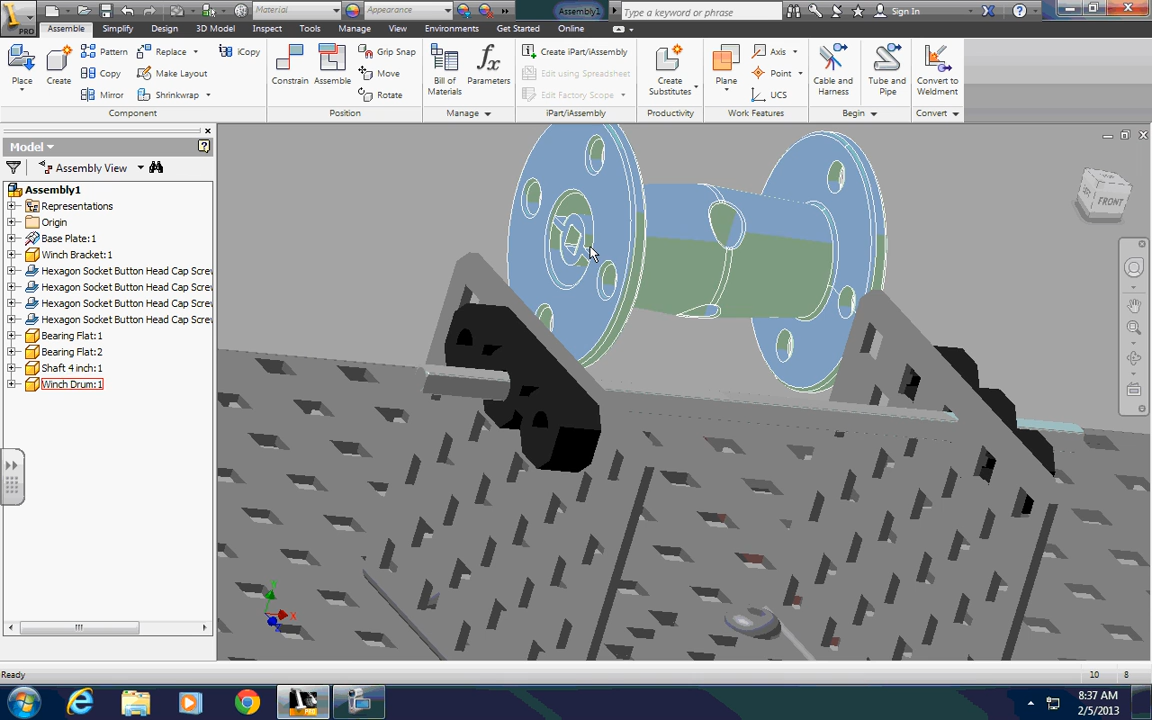 Material
Appearance
Assembly1
Type a keyword or phrase
Sign In
PRO
Assemble Simplify Design 3D Model Inspect Tools Manage View Environments Get Started Online
Place
Create
Pattern
Copy
Mirror
Replace
Make Layout
Shrinkwrap
iCopy
Component
Constrain
Assemble
Grip Snap
Move
Rotate
Position
Bill of
Materials
Parameters
Manage
Create iPart/iAssembly
Edit using Spreadsheet
Edit Factory Scope
iPart/iAssembly
Create
Substitutes
Productivity
Plane
Axis
Point
UCS
Work Features
Cable and
Harness
Tube and
Pipe
Begin
Convert to
Weldment
Convert
Model
Assembly View
Assembly1
Representations
Origin
Base Plate:1
Winch Bracket:1
Hexagon Socket Button Head Cap Screw
Hexagon Socket Button Head Cap Screw
Hexagon Socket Button Head Cap Screw
Hexagon Socket Button Head Cap Screw
Bearing Flat:1
Bearing Flat:2
Shaft 4 inch:1
Winch Drum:1
FRONT
Ready
10 8
8:37 AM
2/5/2013